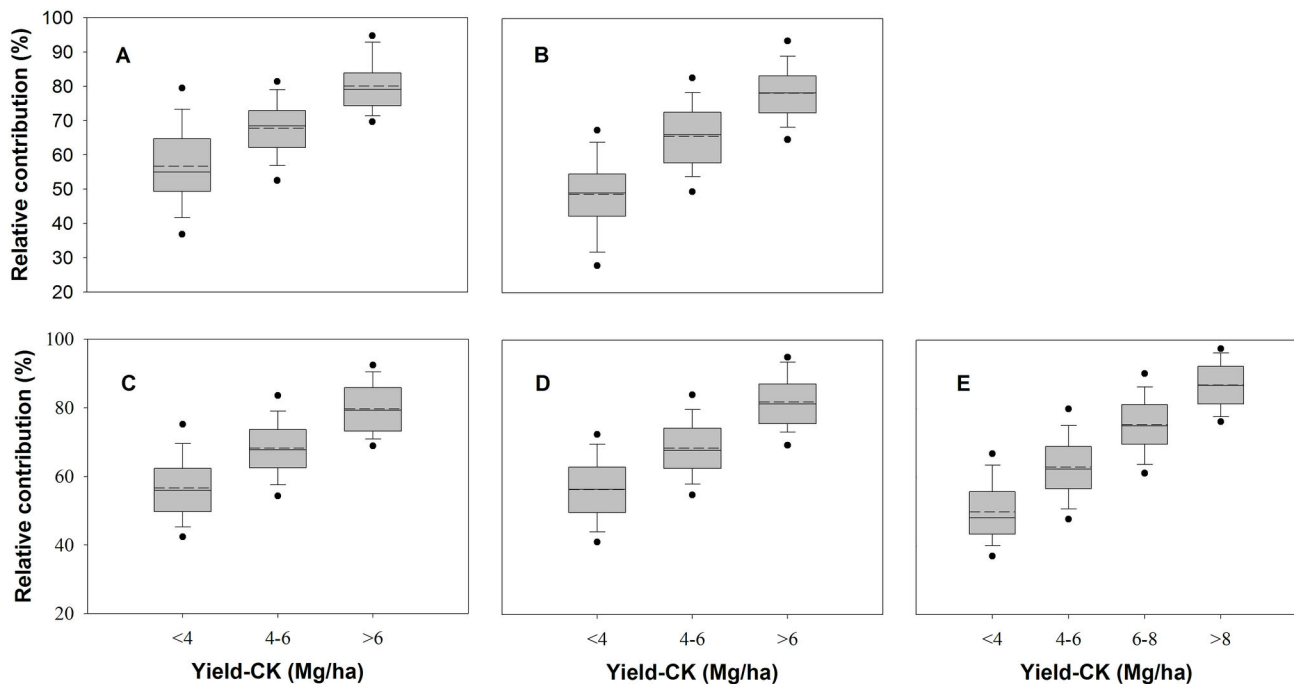 Relative contribution (%)
100
90
80
70
60
50
40
30
20
A
B
Relative contribution (%)
100
80
60
40
20
C
D
E
<4 4-6 >6
<4 4-6 >6
<4 4-6 6-8 >8
Yield-CK (Mg/ha)
Yield-CK (Mg/ha)
Yield-CK (Mg/ha)